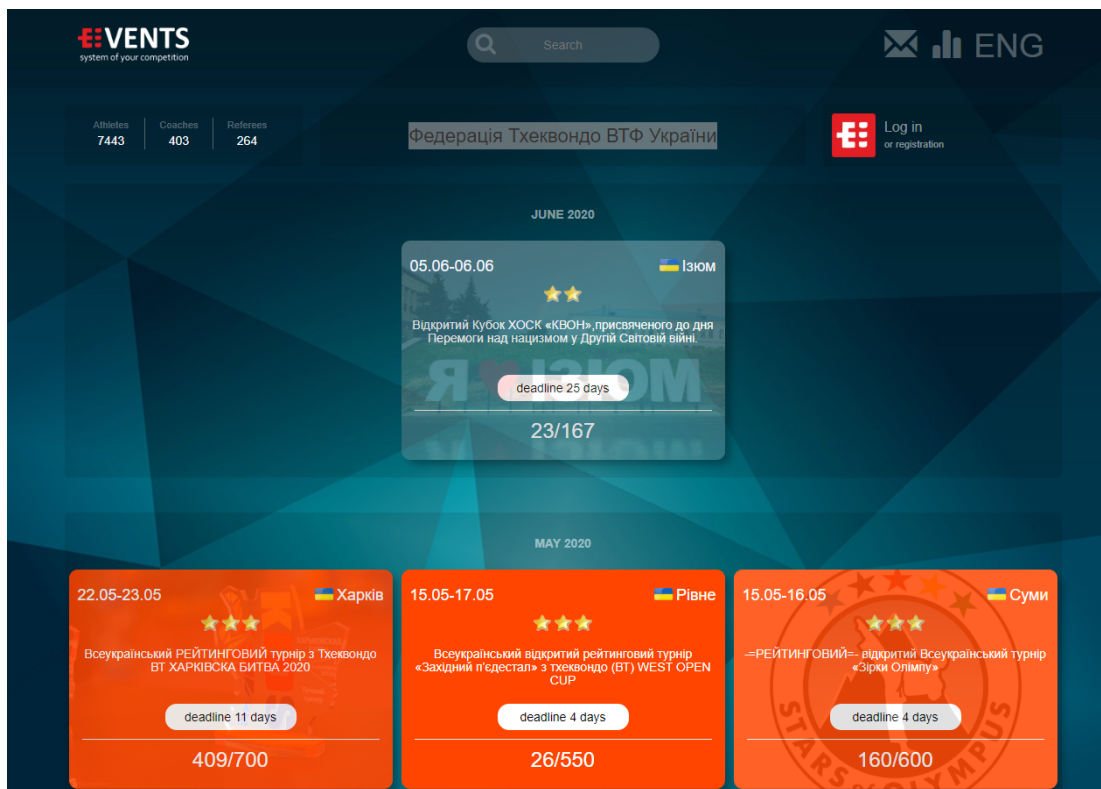 EVENTS
system of your competition
Search
ENG
Athletes
7443
Coaches
403
Referees
264
Федерація Тхеквондо ВТФ України
Log in
or registration
JUNE 2020
05.06-06.06
Ізюм
Відкритий Кубок ХОСК «КВОН»,присвяченого до дня
Перемоги над нацизмом у Другій Світовій війні.
Я ІЗЮМ
deadline 25 days
23/167
MAY 2020
22.05-23.05
Харків
Всеукраїнський РЕЙТИНГОВИЙ турнір з Тхеквондо
ВТ ХАРКІВСКА БИТВА 2020
deadline 11 days
409/700
15.05-17.05
Рівне
Всеукраїнський відкритий рейтинговий турнір
«Західний п'єдестал» з тхеквондо (ВТ) WEST OPEN
CUP
deadline 4 days
26/550
15.05-16.05
Суми
-=РЕЙТИНГОВИЙ=- відкритий Всеукраїнський турнір
«Зірки Олімпу»
deadline 4 days
160/600
STARS of OLYMPUS